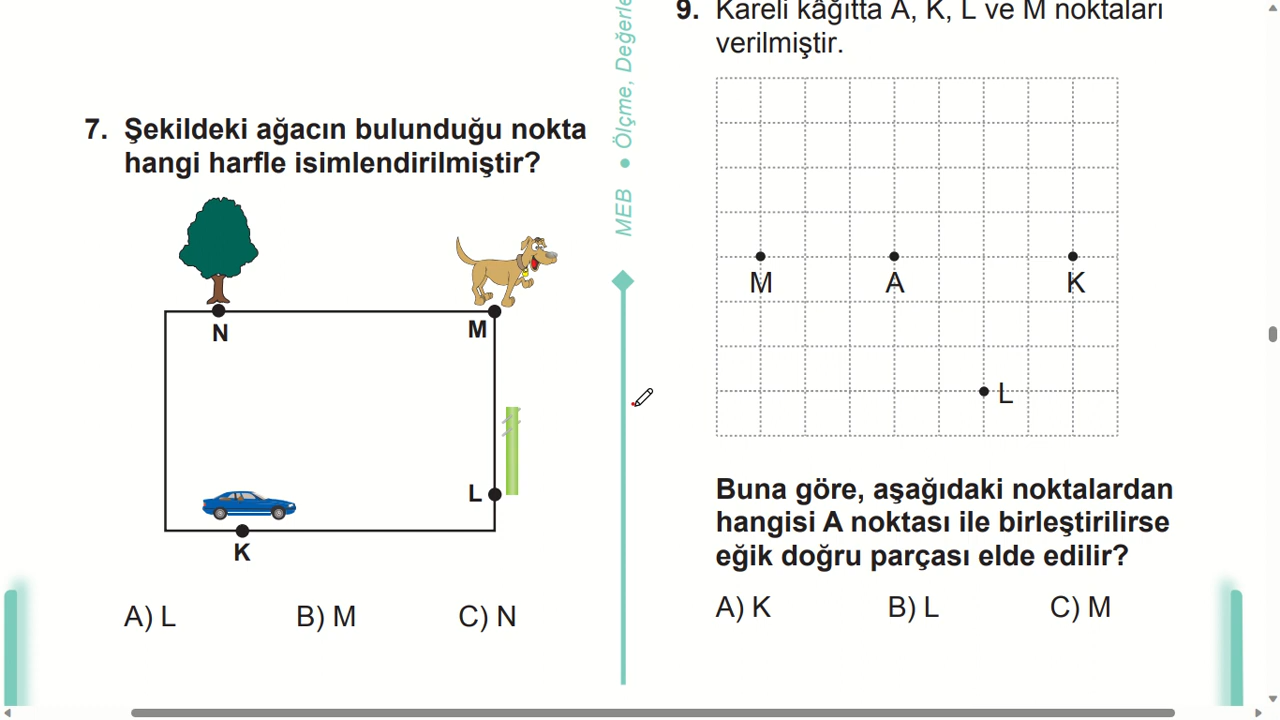 7. Şekildeki ağacın bulunduğu nokta
hangi harfle isimlendirilmiştir?
N
M
L
K
A) L B) M C) N
MEB • Ölçme, Değerle
9. Kareli kâğıtta A, K, L ve M noktaları
verilmiştir.
M A K
L
Buna göre, aşağıdaki noktalardan
hangisi A noktası ile birleştirilirse
eğik doğru parçası elde edilir?
A) K B) L C) M